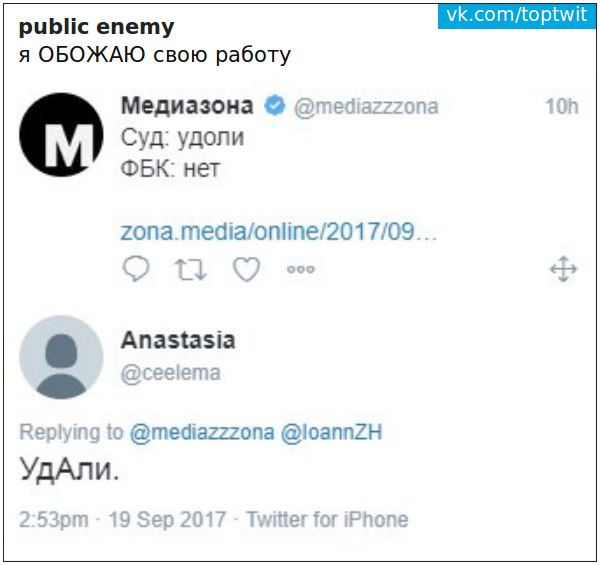 vk.com/toptwit
public enemy
я ОБОЖАЮ свою работу
M
Медиазона @mediazzzona 10h
Суд: удоли
ФБК: нет
zona.media/online/2017/09...
Anastasia
@ceelema
Replying to @mediazzzona @IoannZH
УдАли.
2:53pm · 19 Sep 2017 · Twitter for iPhone